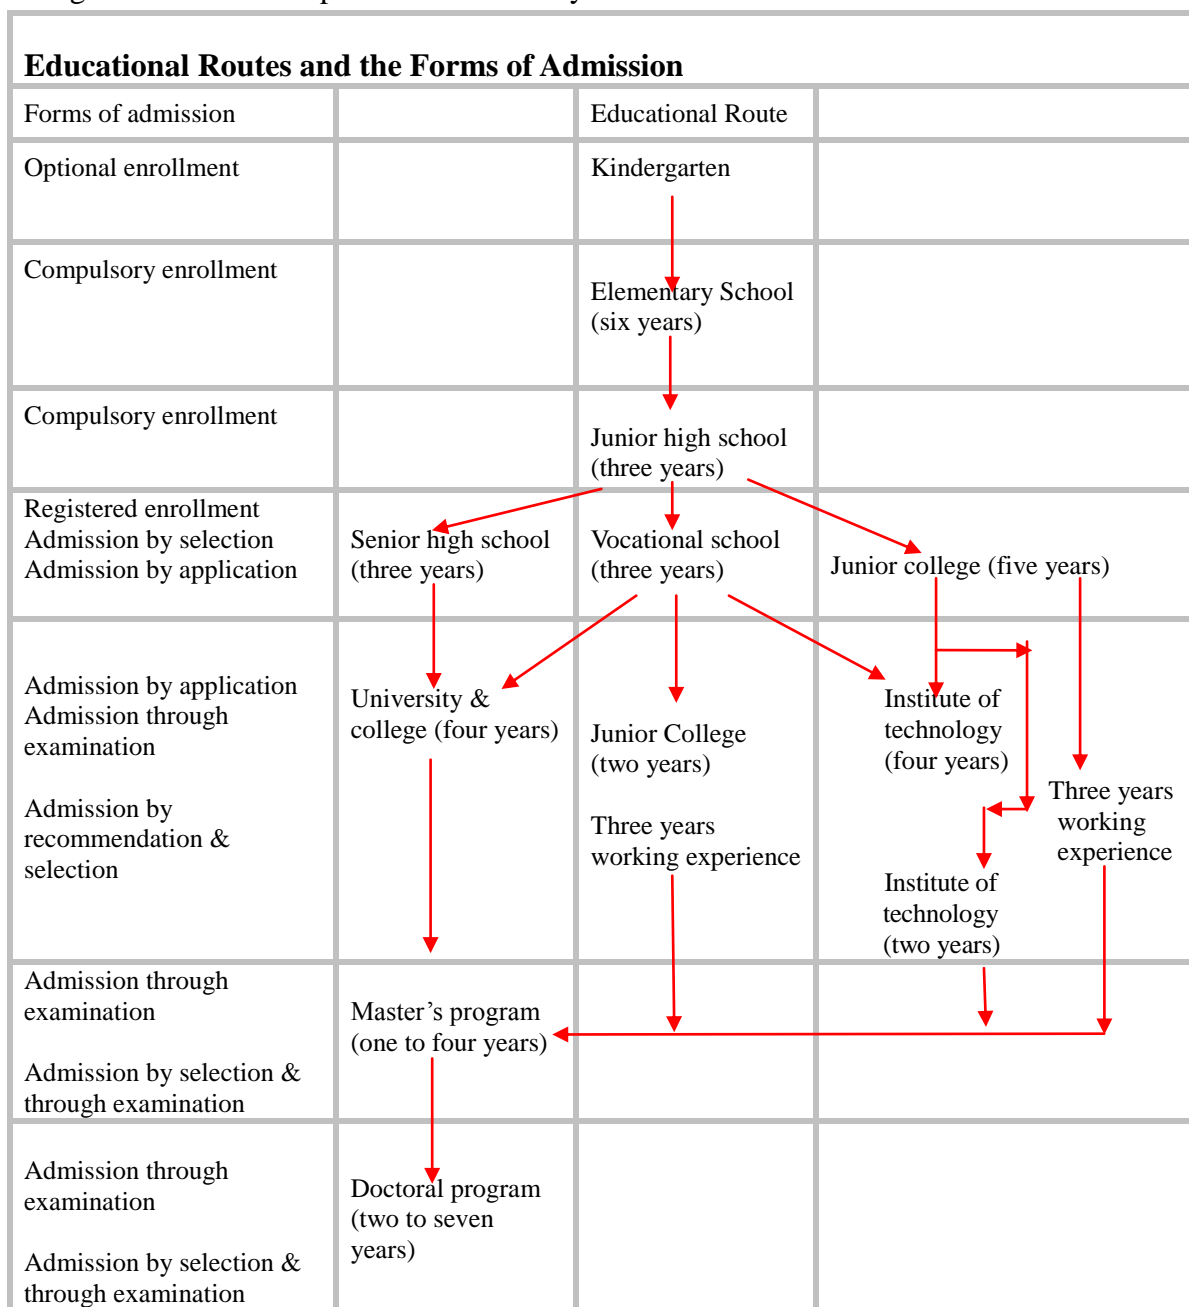 Educational Routes and the Forms of Admission
Forms of admission
Educational Route
Optional enrollment
Kindergarten
Compulsory enrollment
Elementary School
(six years)
Compulsory enrollment
Junior high school
(three years)
Registered enrollment
Admission by selection
Admission by application
Senior high school
(three years)
Vocational school
(three years)
Junior college (five years)
Admission by application
Admission through
examination
Admission by
recommendation &
selection
University &
college (four years)
Junior College
(two years)
Three years
working experience
Institute of
technology
(four years)
Institute of
technology
(two years)
Three years
working
experience
Admission through
examination
Admission by selection &
through examination
Master’s program
(one to four years)
Admission through
examination
Admission by selection &
through examination
Doctoral program
(two to seven
years)